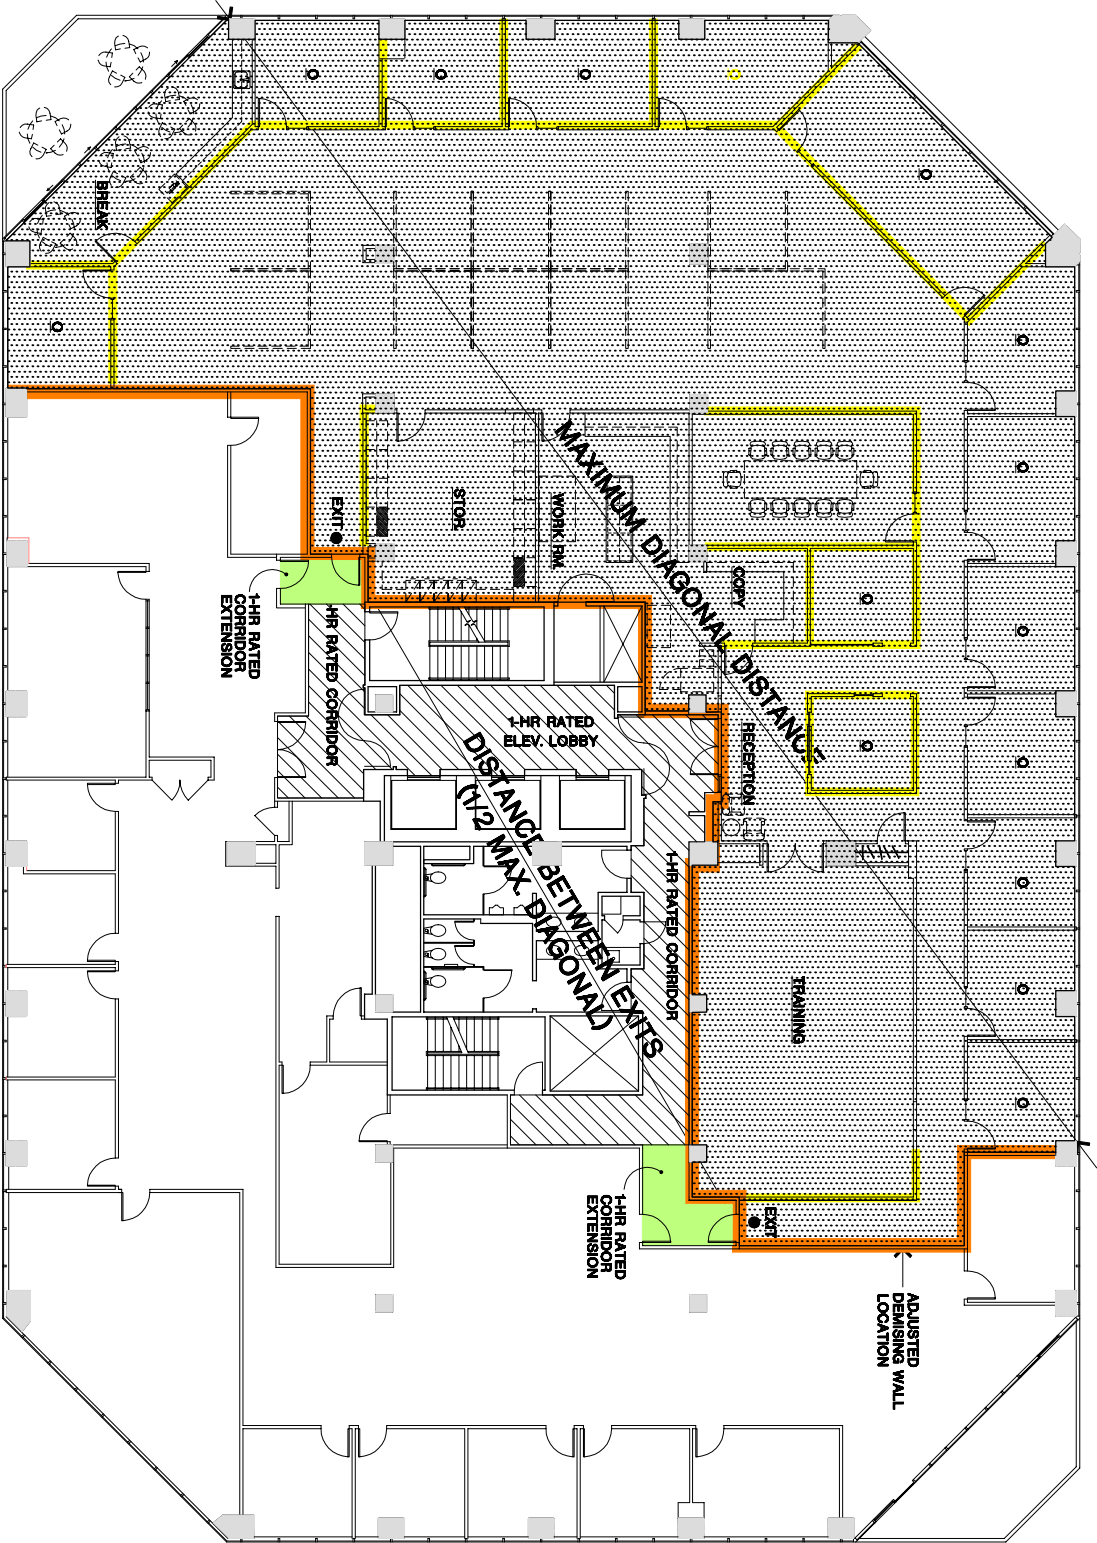 BREAK
EXIT
STOR.
WORK RM.
MAXIMUM DIAGONAL DISTANCE
COPY
1-HR RATED
CORRIDOR
EXTENSION
-HR RATED CORRIDOR
1-HR RATED
ELEV. LOBBY
RECEPTION
DISTANCE BETWEEN EXITS
(1/2 MAX. DIAGONAL)
1-HR RATED CORRIDOR
TRAINING
EXIT
1-HR RATED
CORRIDOR
EXTENSION
ADJUSTED
DEMISING WALL
LOCATION